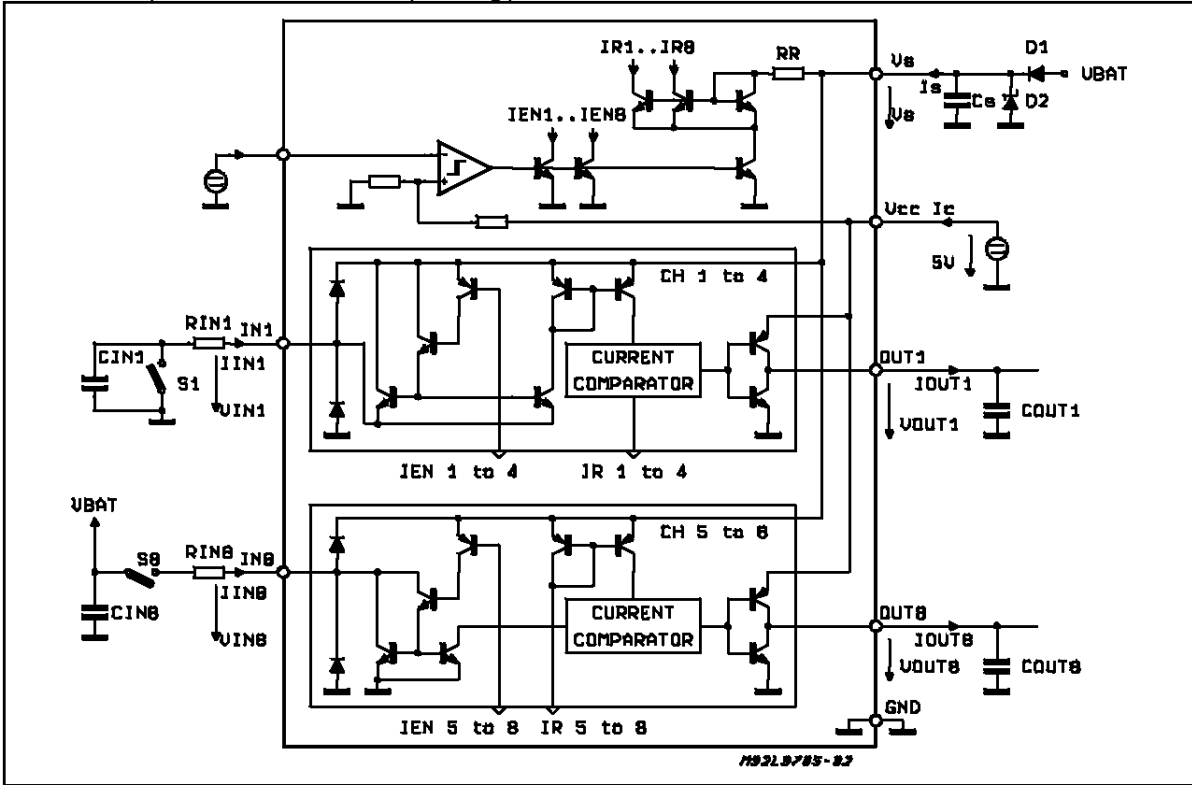 IR1..IR8
RR
Vs
D1
VBAT
Is
Cs
D2
VS
IEN1..IEN8
Vcc Ic
5V
CH 1 to 4
RIN1
IN1
CIN1
IIN1
S1
VIN1
CURRENT
COMPARATOR
OUT1
IOUT1
VOUT1
COUT1
IEN 1 to 4
IR 1 to 4
VBAT
CH 5 to 8
S8
RIN8
IN8
CIN8
IIN8
VIN8
CURRENT
COMPARATOR
OUT8
IOUT8
VOUT8
COUT8
IEN 5 to 8
IR 5 to 8
GND
M92L9705-02